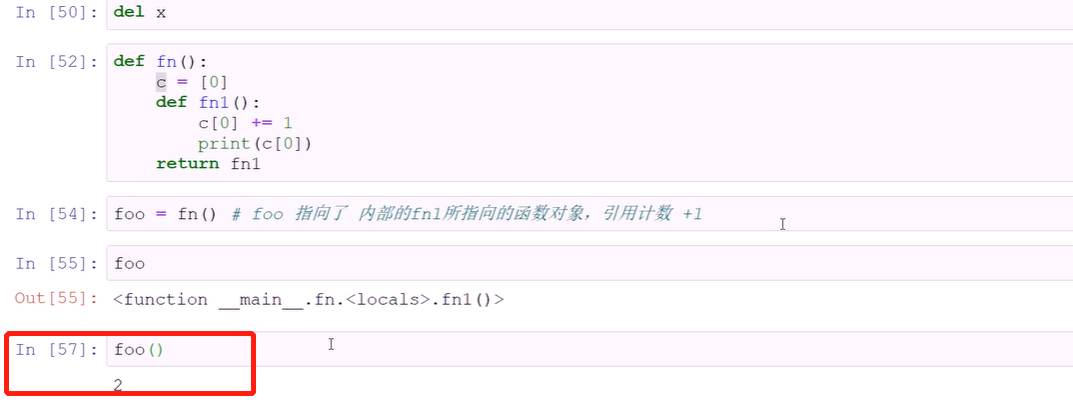 In [50]: del x
In [52]: def fn():
    c = [0]
    def fn1():
        c[0] += 1
        print(c[0])
    return fn1
In [54]: foo = fn() # foo 指向了 内部的fn1所指向的函数对象，引用计数 +1
In [55]: foo
Out[55]: <function __main__.fn.<locals>.fn1()>
In [57]: foo()
2